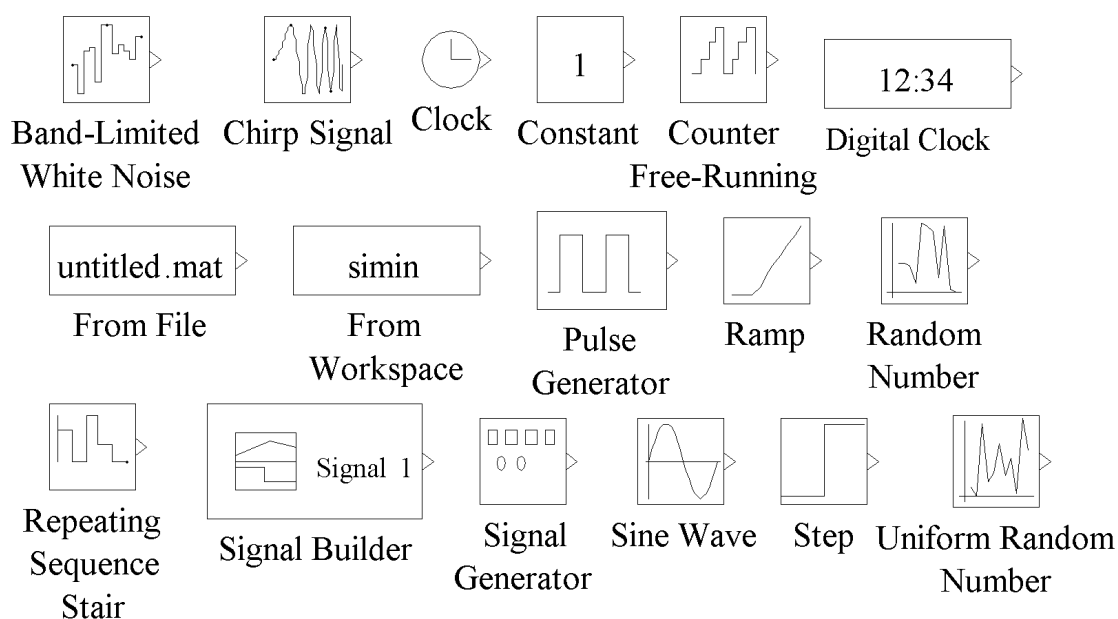 Band-Limited
White Noise
Chirp Signal
Clock
1
Constant
Counter
Free-Running
12:34
Digital Clock
untitled.mat
From File
simin
From
Workspace
Pulse
Generator
Ramp
Random
Number
Repeating
Sequence
Stair
Signal 1
Signal Builder
Signal
Generator
Sine Wave
Step
Uniform Random
Number